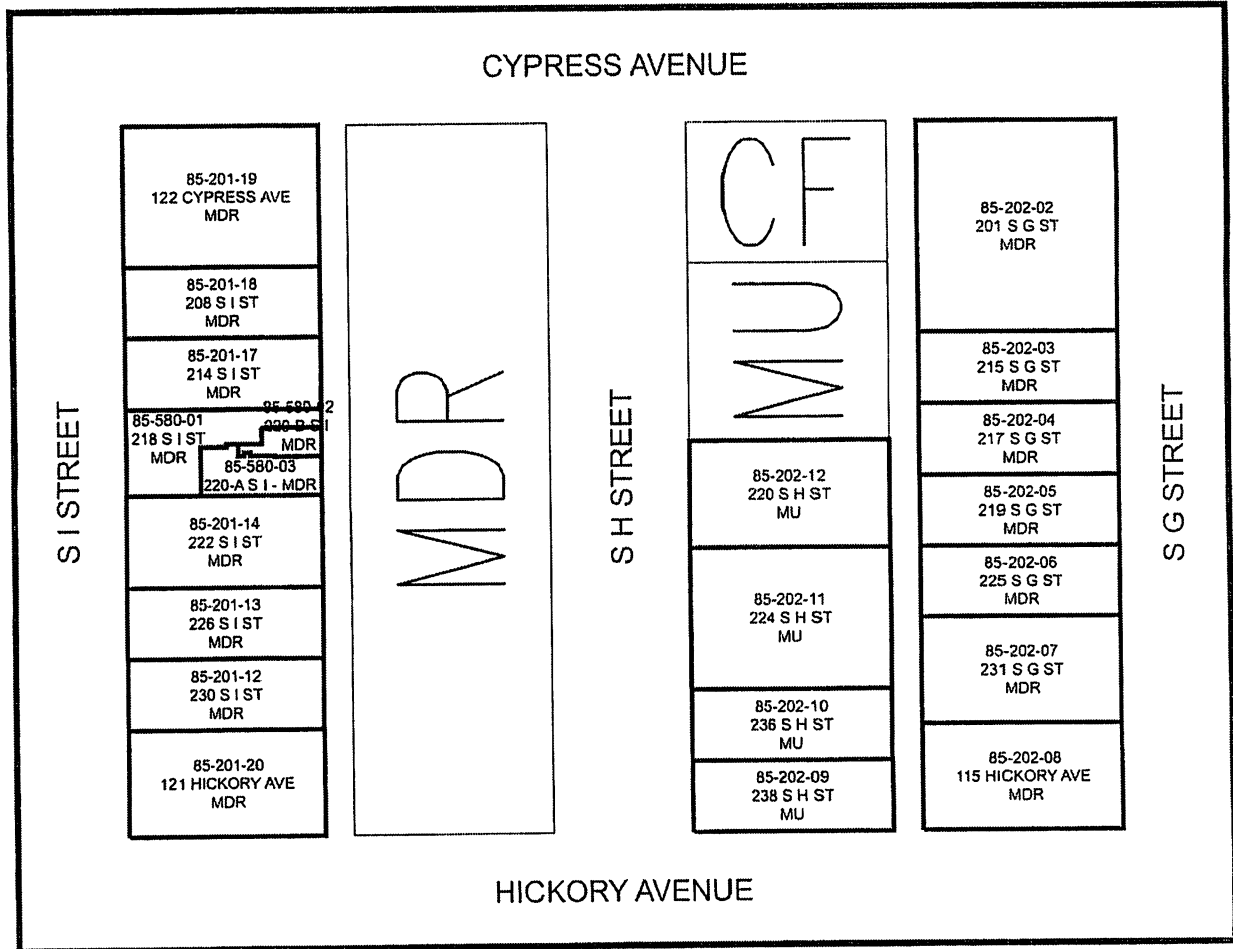 CYPRESS AVENUE
85-201-19
122 CYPRESS AVE
MDR
85-201-18
208 S I ST
MDR
85-201-17
214 S I ST
MDR
85-580-01
218 S I ST
MDR
85-580-02
220-B S I
MDR
85-580-03
220-A S I - MDR
85-201-14
222 S I ST
MDR
85-201-13
226 S I ST
MDR
85-201-12
230 S I ST
MDR
85-201-20
121 HICKORY AVE
MDR
S I STREET
MDR
S H STREET
CF
MU
85-202-12
220 S H ST
MU
85-202-11
224 S H ST
MU
85-202-10
236 S H ST
MU
85-202-09
238 S H ST
MU
85-202-02
201 S G ST
MDR
85-202-03
215 S G ST
MDR
85-202-04
217 S G ST
MDR
85-202-05
219 S G ST
MDR
85-202-06
225 S G ST
MDR
85-202-07
231 S G ST
MDR
85-202-08
115 HICKORY AVE
MDR
S G STREET
HICKORY AVENUE